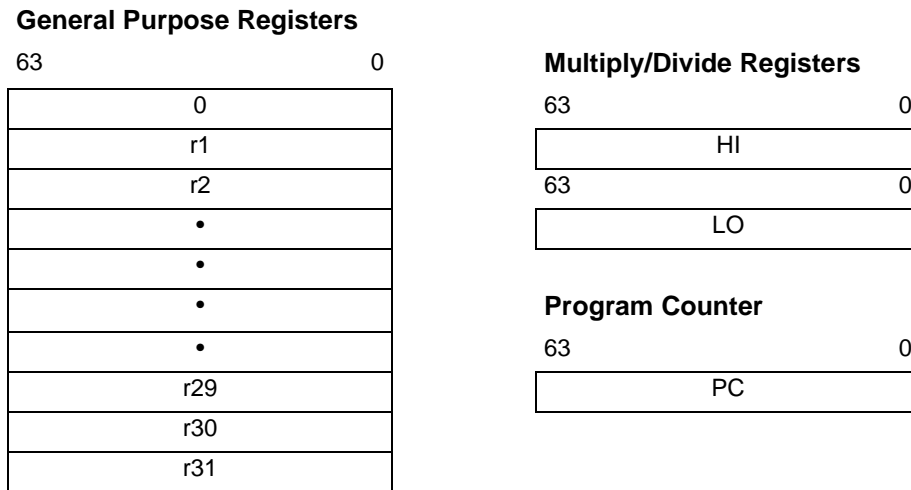 General Purpose Registers
63 0
0
r1
r2
•
•
•
•
r29
r30
r31
Multiply/Divide Registers
63 0
HI
63 0
LO
Program Counter
63 0
PC